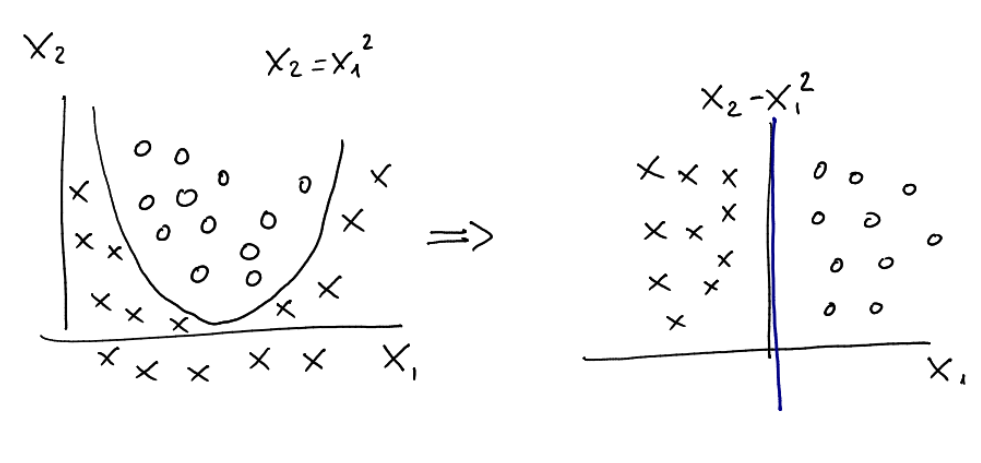 X₂
X₂ = X₁²
X₁
X₂ - X₁²
X₁